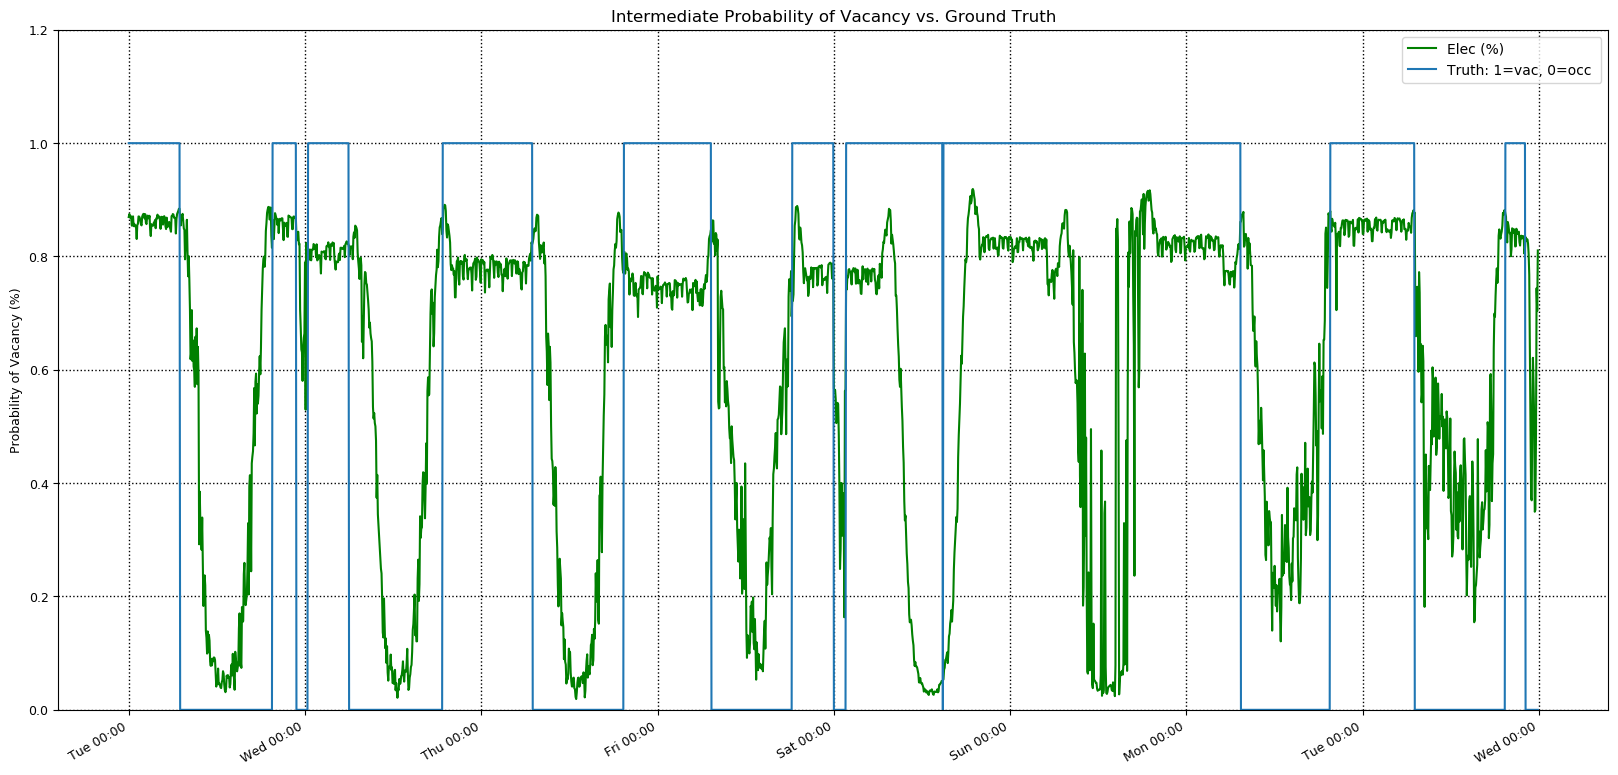 Intermediate Probability of Vacancy vs. Ground Truth
Elec (%)
Truth: 1=vac, 0=occ
Probability of Vacancy (%)
1.2
1.0
0.8
0.6
0.4
0.2
0.0
Tue 00:00
Wed 00:00
Thu 00:00
Fri 00:00
Sat 00:00
Sun 00:00
Mon 00:00
Tue 00:00
Wed 00:00